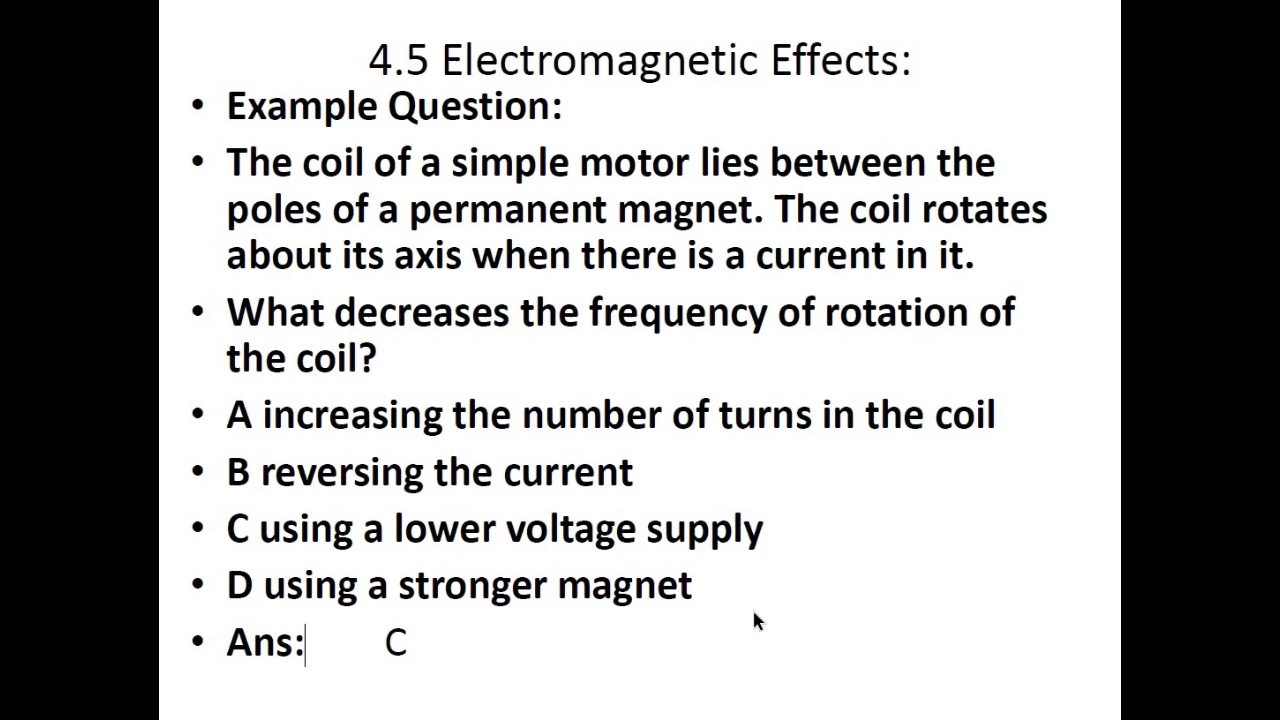 4.5 Electromagnetic Effects:
• Example Question:
• The coil of a simple motor lies between the
poles of a permanent magnet. The coil rotates
about its axis when there is a current in it.
• What decreases the frequency of rotation of
the coil?
• A increasing the number of turns in the coil
• B reversing the current
• C using a lower voltage supply
• D using a stronger magnet
• Ans: C